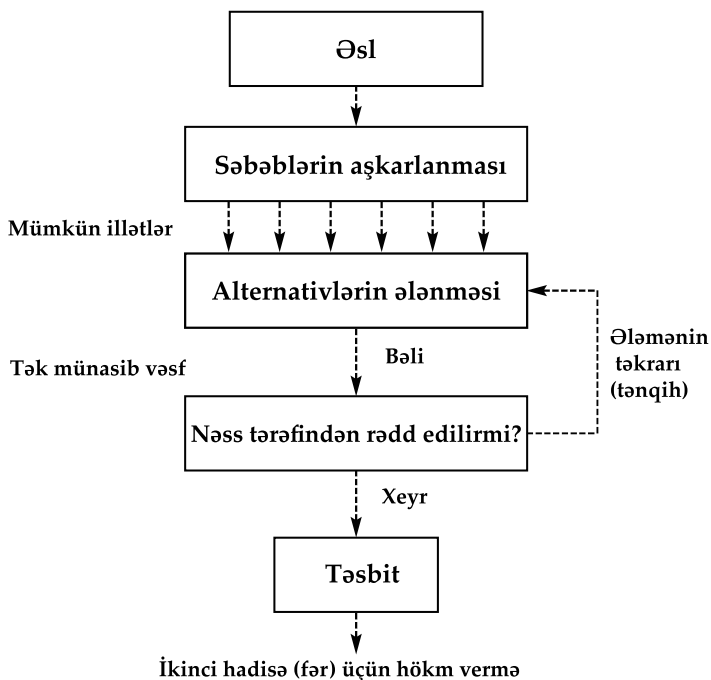 Əsl
Səbəblərin aşkarlanması
Mümkün illətlər
Alternativlərin ələnməsi
Tək münasib vəsf
Bəli
Ələmənin
təkrarı
(tənqih)
Nəss tərəfindən rədd edilirmi?
Xeyr
Təsbit
İkinci hadisə (fər) üçün hökm vermə